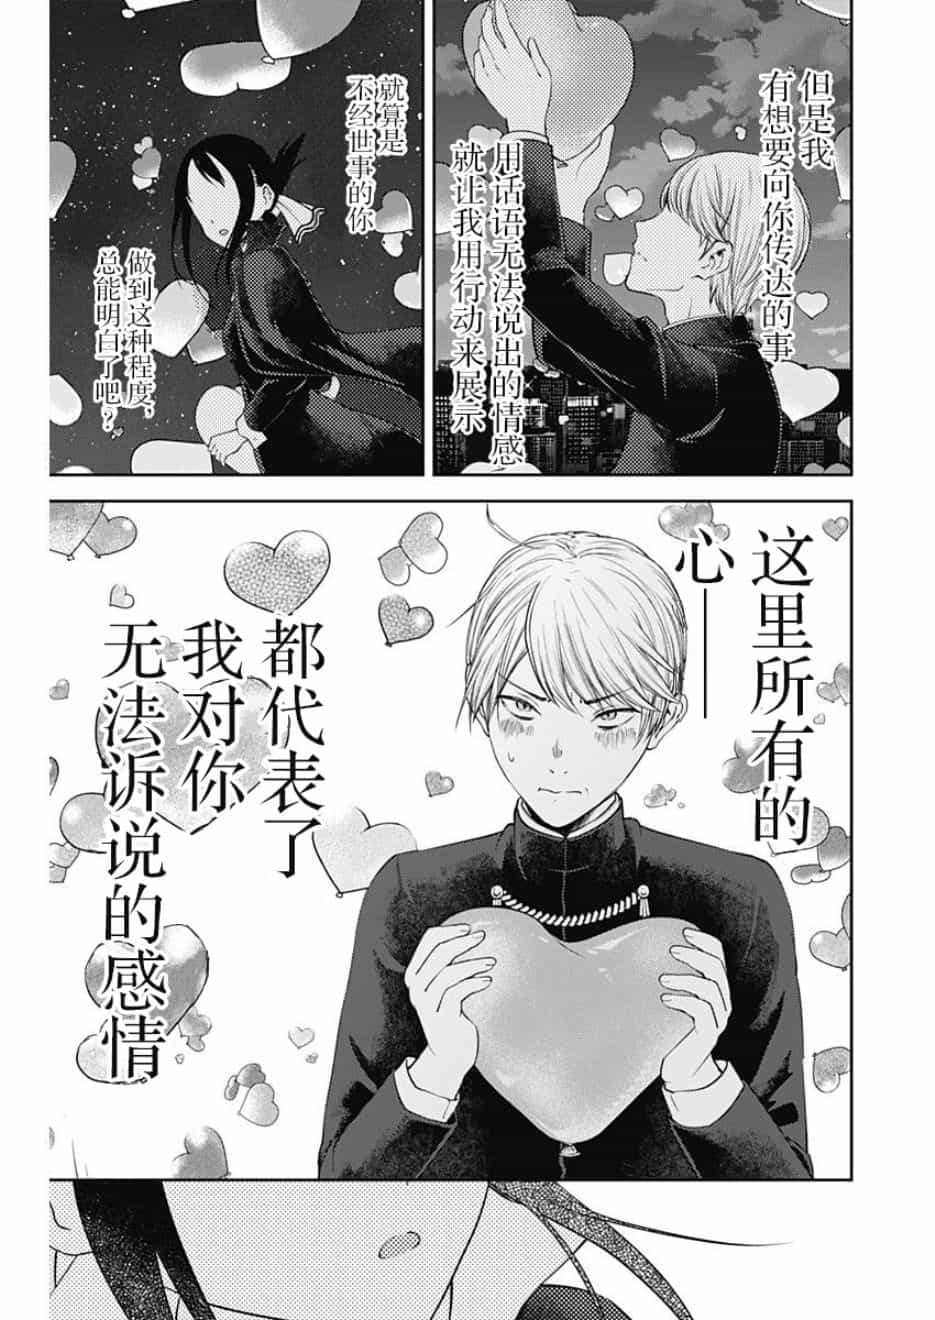 但是我
有想要向你传达的事
用话语无法说出的情感
就让我用行动来展示
就算是
不经世事的你
做到这种程度，
总能明白了吧？
这里所有的
心——
都代表了
我对你
无法诉说的感情